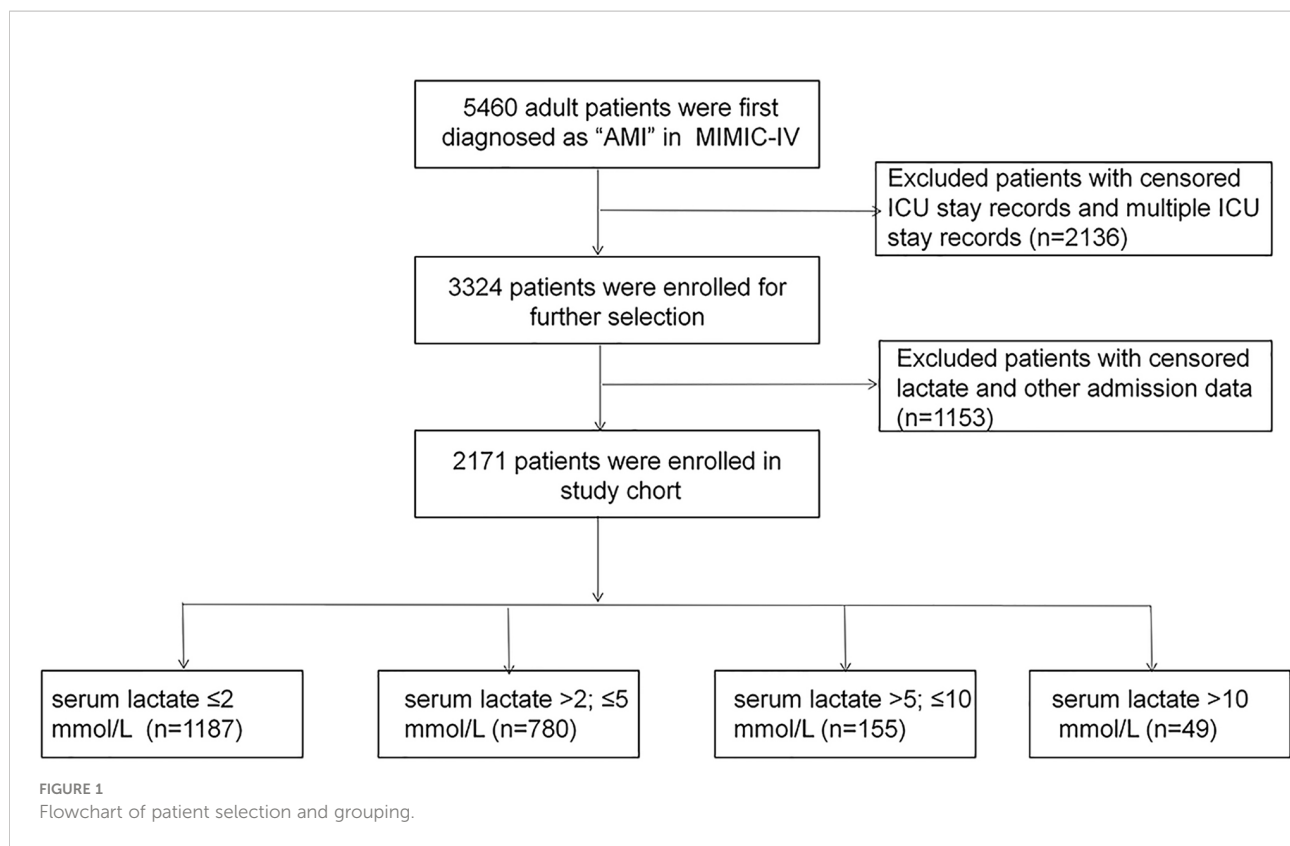 5460 adult patients were first
diagnosed as “AMI” in MIMIC-IV
Excluded patients with censored
ICU stay records and multiple ICU
stay records (n=2136)
3324 patients were enrolled for
further selection
Excluded patients with censored
lactate and other admission data
(n=1153)
2171 patients were enrolled in
study chort
serum lactate ≤2
mmol/L (n=1187)
serum lactate >2; ≤5
mmol/L (n=780)
serum lactate >5; ≤10
mmol/L (n=155)
serum lactate >10
mmol/L (n=49)
FIGURE 1
Flowchart of patient selection and grouping.